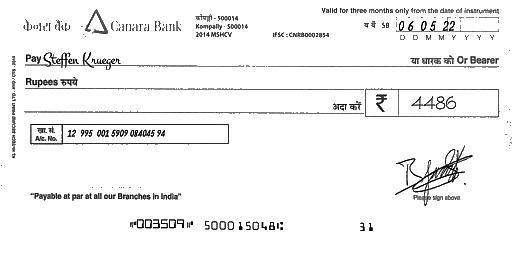 Valid for three months only from the date of instrument
केनरा बैंक Canara Bank
कोमपल्ली - 500014
Kompally - 500014
2014 MSHCV
IFSC : CNRB0002854
SB 06 05 22
D D M M Y Y Y Y
Pay Steffen Krueger या धारक को Or Bearer
Rupees रुपये
अदा करें ₹ 4486
खा. सं.
A/c. No. 12 995 001 5909 084045 94
Please sign above
"Payable at par at all our Branches in India"
⑈003509⑈ 500015048⑆ 31